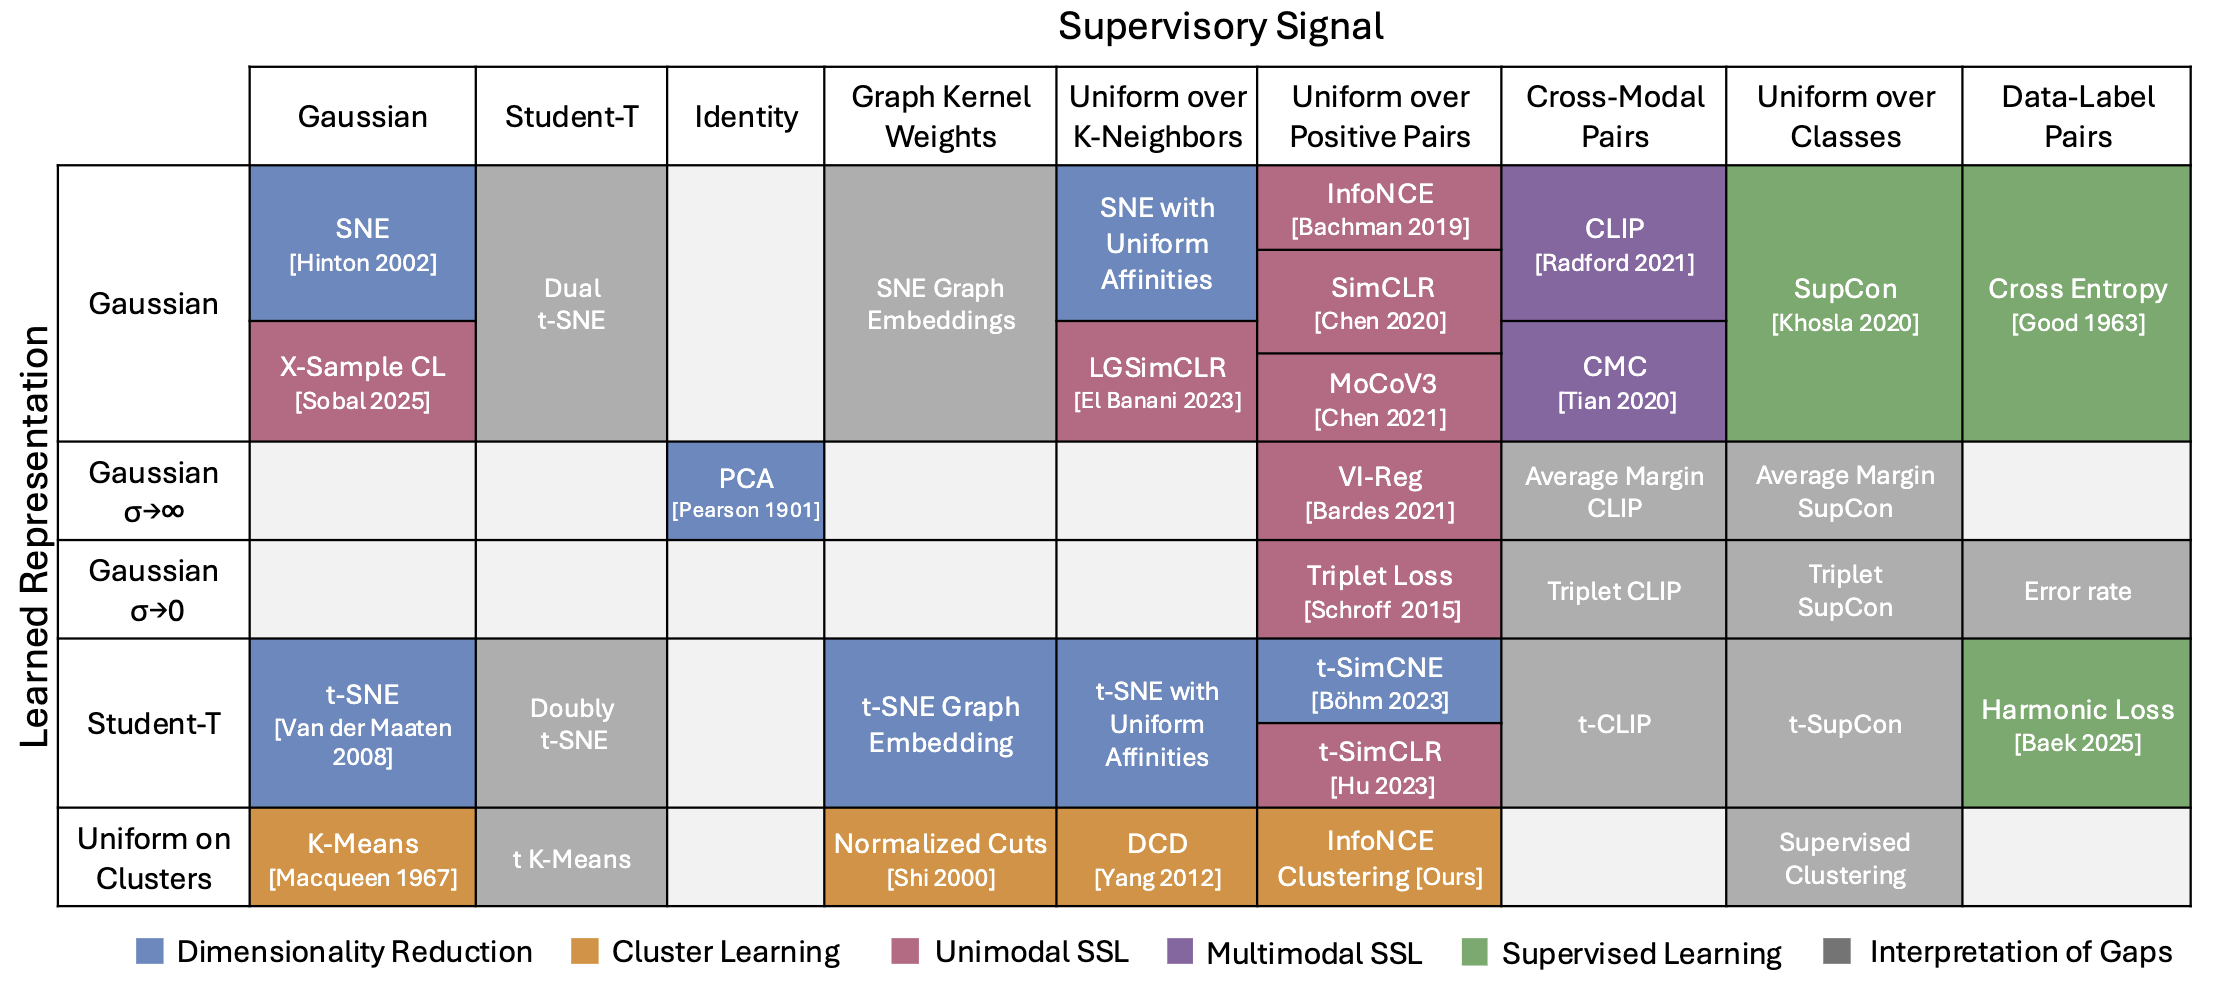 Supervisory Signal
Gaussian
Student-T
Identity
Graph Kernel
Weights
Uniform over
K-Neighbors
Uniform over
Positive Pairs
Cross-Modal
Pairs
Uniform over
Classes
Data-Label
Pairs
Learned Representation
Gaussian
SNE
[Hinton 2002]
X-Sample CL
[Sobal 2025]
Dual
t-SNE
SNE Graph
Embeddings
SNE with
Uniform
Affinities
LGSimCLR
[El Banani 2023]
InfoNCE
[Bachman 2019]
SimCLR
[Chen 2020]
MoCoV3
[Chen 2021]
CLIP
[Radford 2021]
CMC
[Tian 2020]
SupCon
[Khosla 2020]
Cross Entropy
[Good 1963]
Gaussian
σ→∞
PCA
[Pearson 1901]
VI-Reg
[Bardes 2021]
Average Margin
CLIP
Average Margin
SupCon
Gaussian
σ→0
Triplet Loss
[Schroff 2015]
Triplet CLIP
Triplet
SupCon
Error rate
Student-T
t-SNE
[Van der Maaten
2008]
Doubly
t-SNE
t-SNE Graph
Embedding
t-SNE with
Uniform
Affinities
t-SimCNE
[Böhm 2023]
t-SimCLR
[Hu 2023]
t-CLIP
t-SupCon
Harmonic Loss
[Baek 2025]
Uniform on
Clusters
K-Means
[Macqueen 1967]
t K-Means
Normalized Cuts
[Shi 2000]
DCD
[Yang 2012]
InfoNCE
Clustering [Ours]
Supervised
Clustering
Dimensionality Reduction
Cluster Learning
Unimodal SSL
Multimodal SSL
Supervised Learning
Interpretation of Gaps